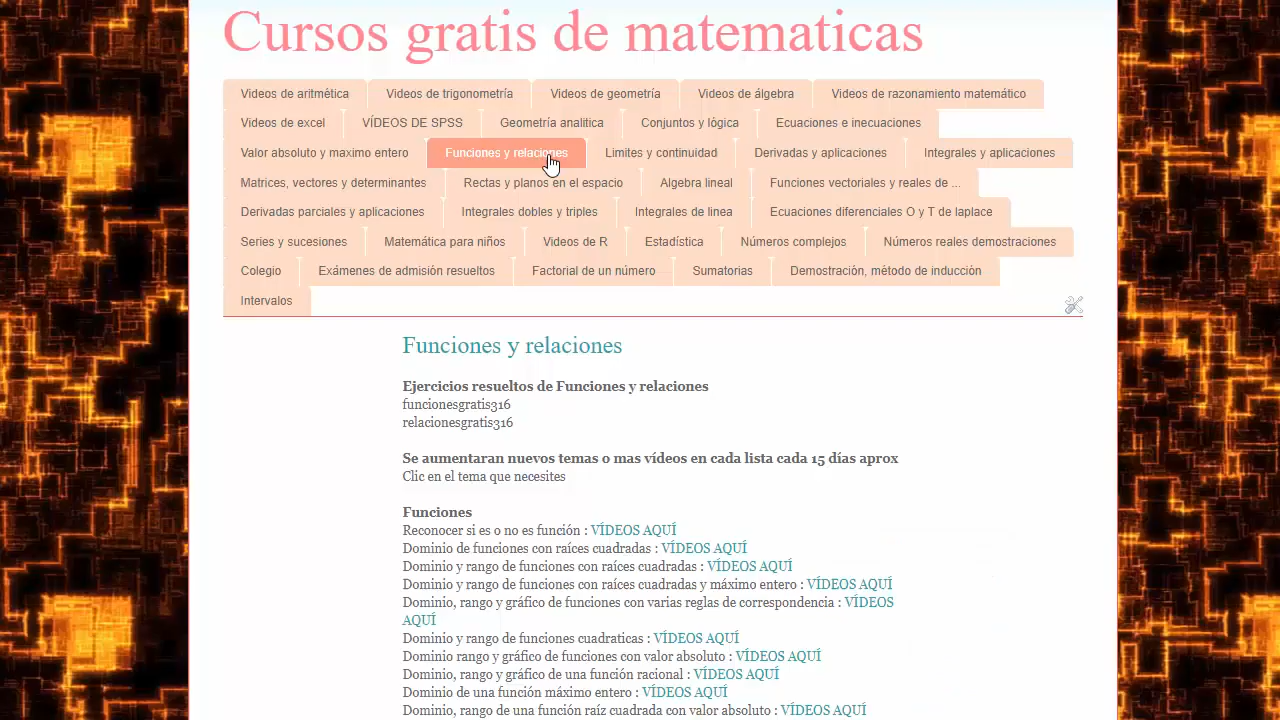 Cursos gratis de matematicas
Videos de aritmética Videos de trigonometría Videos de geometría Videos de álgebra Videos de razonamiento matemático
Videos de excel VÍDEOS DE SPSS Geometría analitica Conjuntos y lógica Ecuaciones e inecuaciones
Valor absoluto y maximo entero Funciones y relaciones Limites y continuidad Derivadas y aplicaciones Integrales y aplicaciones
Matrices, vectores y determinantes Rectas y planos en el espacio Algebra lineal Funciones vectoriales y reales de ...
Derivadas parciales y aplicaciones Integrales dobles y triples Integrales de linea Ecuaciones diferenciales O y T de laplace
Series y sucesiones Matemática para niños Videos de R Estadística Números complejos Números reales demostraciones
Colegio Exámenes de admisión resueltos Factorial de un número Sumatorias Demostración, método de inducción
Intervalos
Funciones y relaciones
Ejercicios resueltos de Funciones y relaciones
funcionesgratis316
relacionesgratis316
Se aumentaran nuevos temas o mas vídeos en cada lista cada 15 días aprox
Clic en el tema que necesites
Funciones
Reconocer si es o no es función : VÍDEOS AQUÍ
Dominio de funciones con raíces cuadradas : VÍDEOS AQUÍ
Dominio y rango de funciones con raíces cuadradas : VÍDEOS AQUÍ
Dominio y rango de funciones con raíces cuadradas y máximo entero : VÍDEOS AQUÍ
Dominio, rango y gráfico de funciones con varias reglas de correspondencia : VÍDEOS
AQUÍ
Dominio y rango de funciones cuadraticas : VÍDEOS AQUÍ
Dominio rango y gráfico de funciones con valor absoluto : VÍDEOS AQUÍ
Dominio, rango y gráfico de una función racional : VÍDEOS AQUÍ
Dominio de una función máximo entero : VÍDEOS AQUÍ
Dominio, rango de una función raíz cuadrada con valor absoluto : VÍDEOS AQUÍ